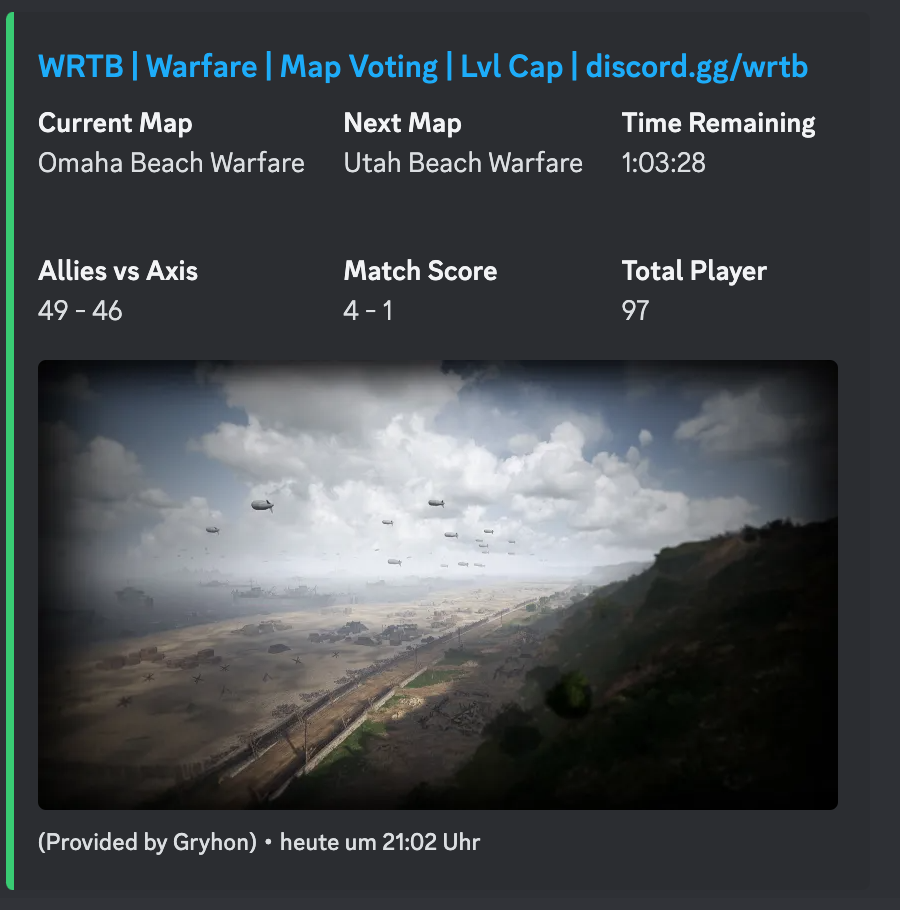 WRTB | Warfare | Map Voting | Lvl Cap | discord.gg/wrtb
Current Map
Next Map
Time Remaining
Omaha Beach Warfare
Utah Beach Warfare
1:03:28
Allies vs Axis
Match Score
Total Player
49 - 46
4 - 1
97
(Provided by Gryhon) • heute um 21:02 Uhr